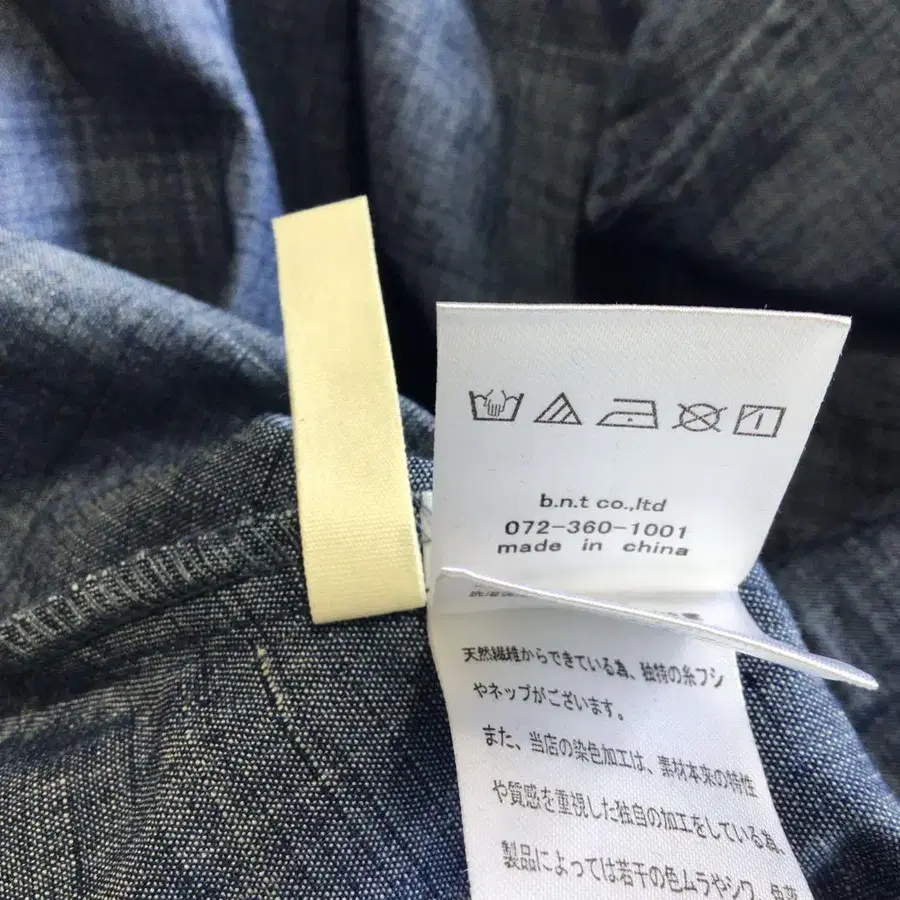 b.n.t co.,ltd
072-360-1001
made in china
天然繊維からできている為、独特の糸フシ
やネップがございます。
また、当店の染色加工は、素材本来の特性
や質感を重視した独自の加工をしている為、
製品によっては若干の色ムラやシワ、色落